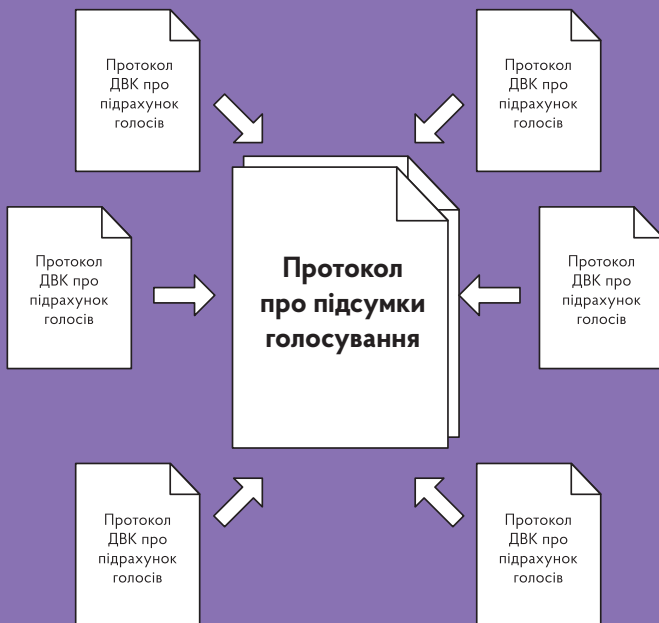 Протокол
ДВК про
підрахунок
голосів
Протокол
ДВК про
підрахунок
голосів
Протокол
ДВК про
підрахунок
голосів
Протокол
про підсумки
голосування
Протокол
ДВК про
підрахунок
голосів
Протокол
ДВК про
підрахунок
голосів
Протокол
ДВК про
підрахунок
голосів